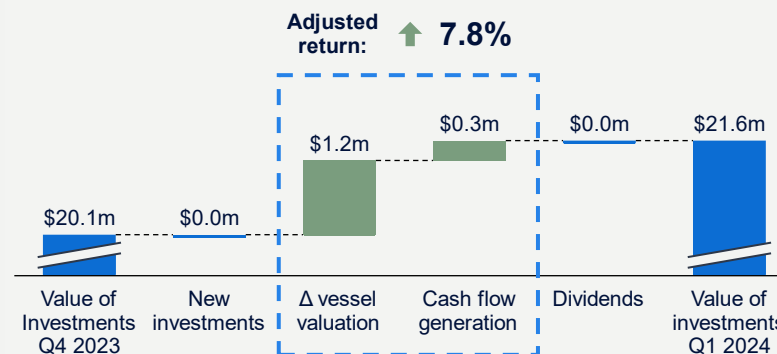 Adjusted
return:
7.8%
$20.1m
$0.0m
$1.2m
$0.3m
$0.0m
$21.6m
Value of
Investments
Q4 2023
New
investments
Δ vessel
valuation
Cash flow
generation
Dividends
Value of
investments
Q1 2024